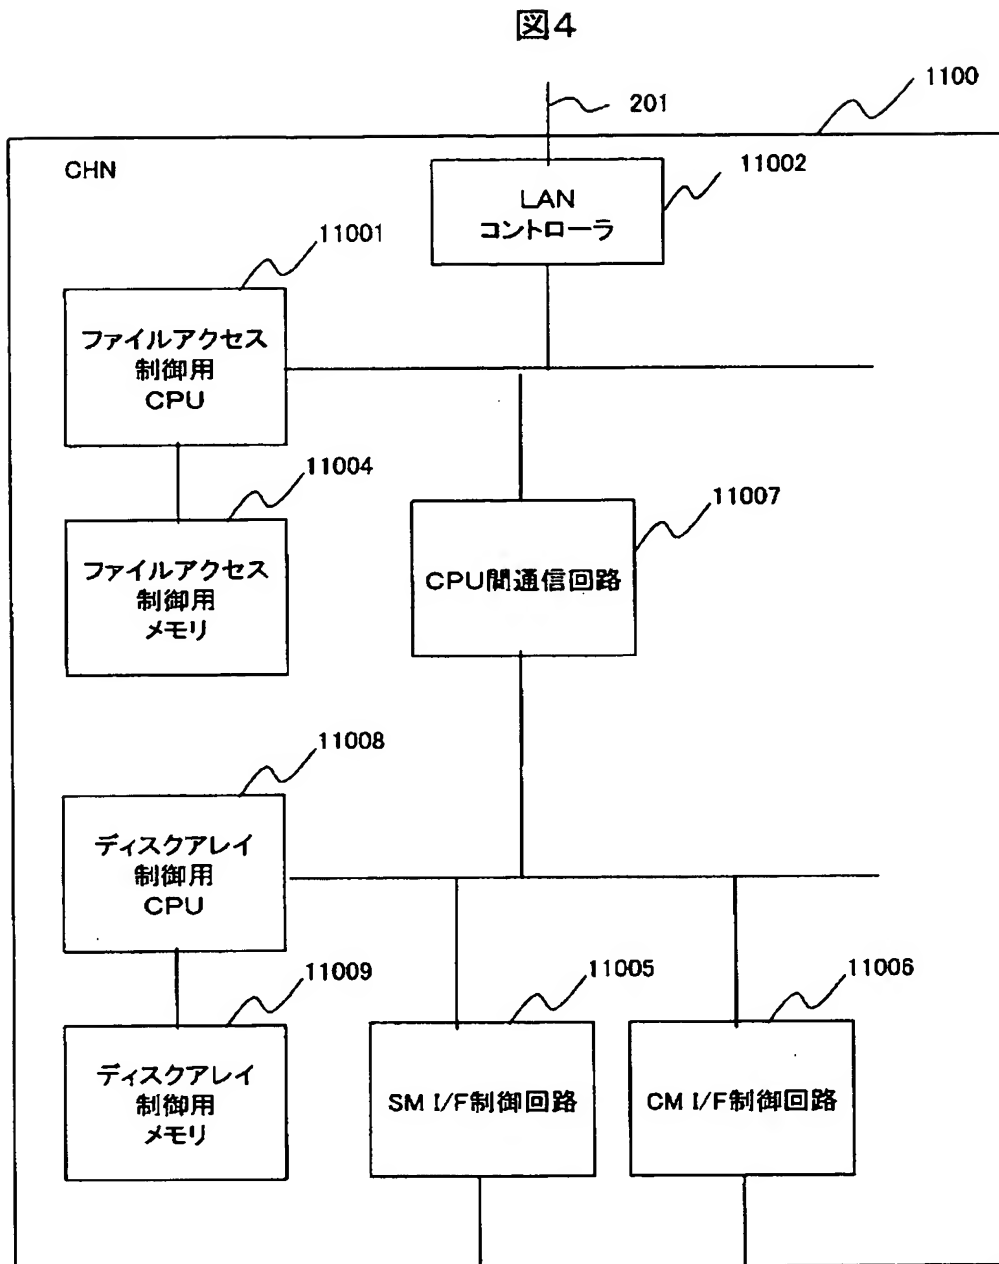 図4
1100
201
CHN
11002
LAN
コントローラ
11001
ファイルアクセス
制御用
CPU
11004
ファイルアクセス
制御用
メモリ
11007
CPU間通信回路
11008
ディスクアレイ
制御用
CPU
11009
ディスクアレイ
制御用
メモリ
11005
SM I/F制御回路
11006
CM I/F制御回路